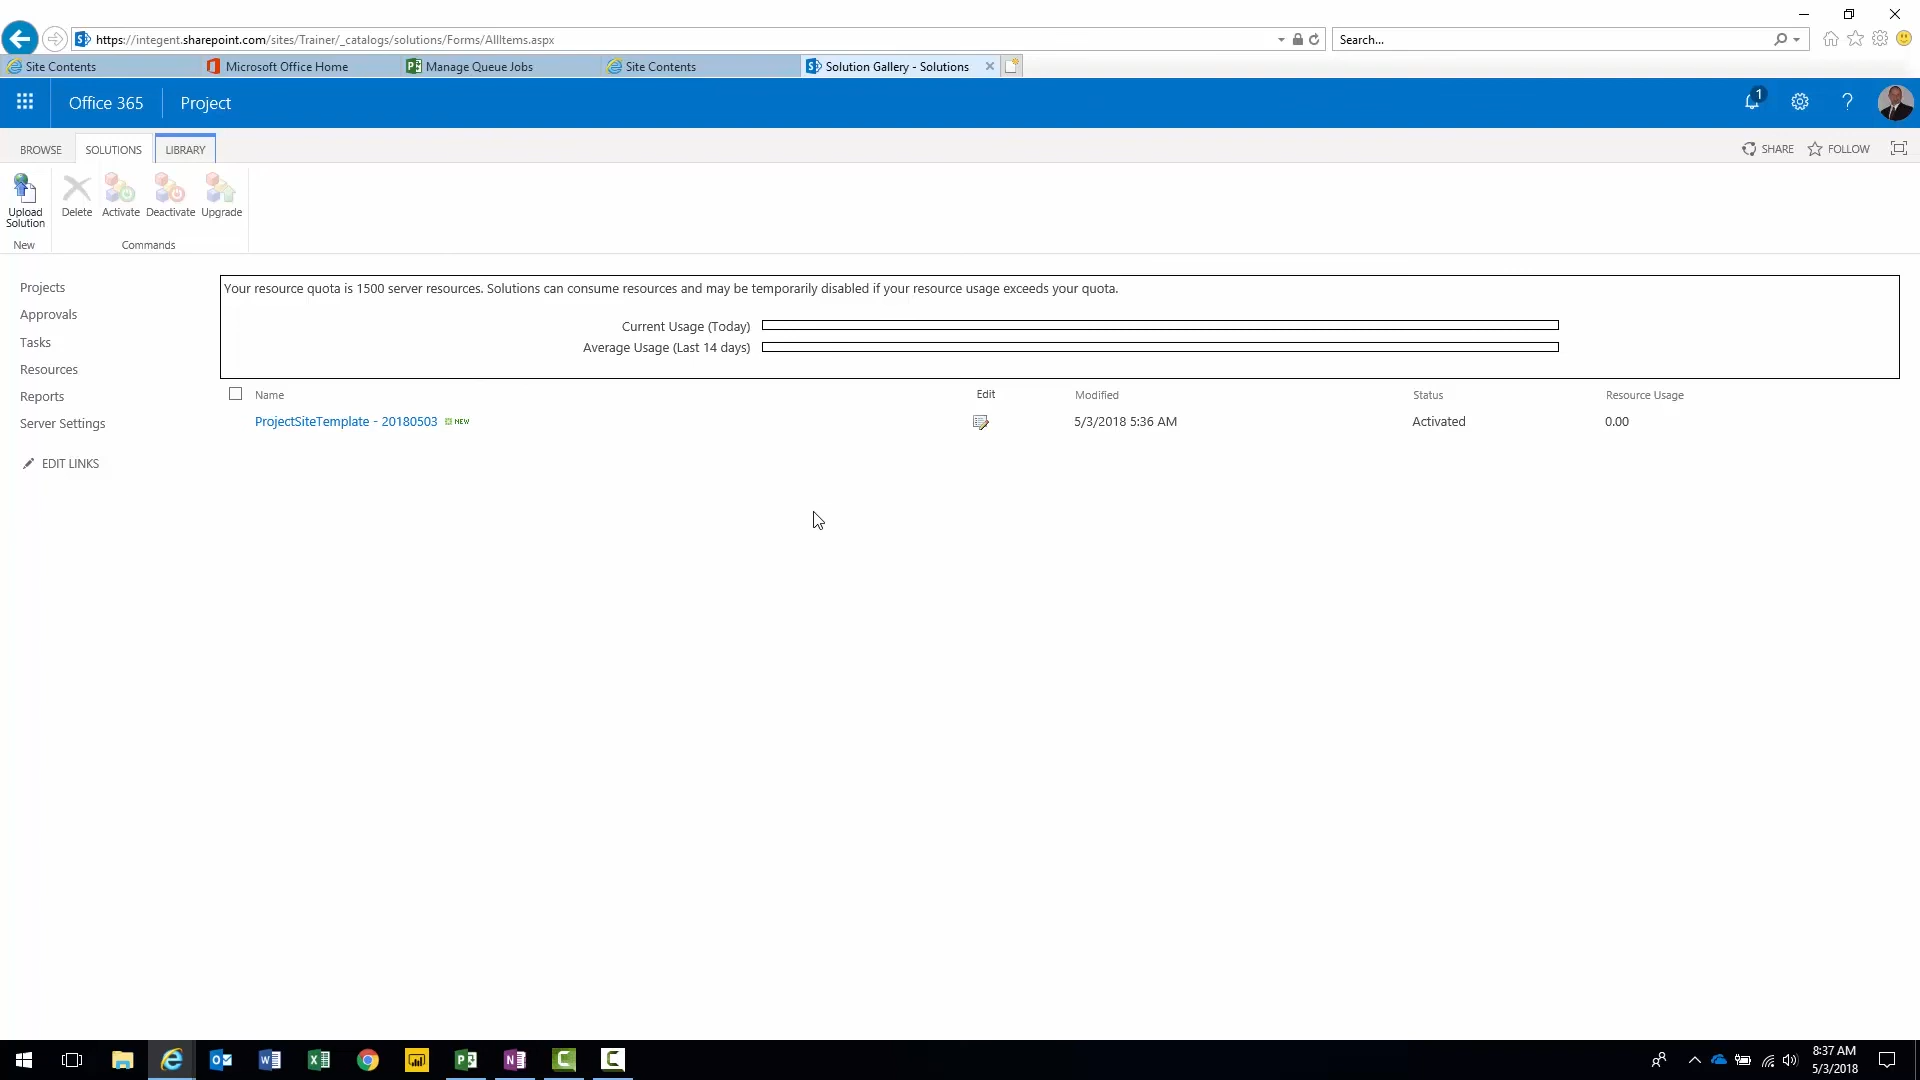 https://integent.sharepoint.com/sites/Trainer/_catalogs/solutions/Forms/AllItems.aspx
Search...
Site Contents
Microsoft Office Home
Manage Queue Jobs
Site Contents
Solution Gallery - Solutions
Office 365
Project
1
?
BROWSE
SOLUTIONS
LIBRARY
SHARE
FOLLOW
Upload
Solution
Delete
Activate
Deactivate
Upgrade
New
Commands
Projects
Approvals
Tasks
Resources
Reports
Server Settings
EDIT LINKS
Your resource quota is 1500 server resources. Solutions can consume resources and may be temporarily disabled if your resource usage exceeds your quota.
Current Usage (Today)
Average Usage (Last 14 days)
Name
Edit
Modified
Status
Resource Usage
ProjectSiteTemplate - 20180503
NEW
5/3/2018 5:36 AM
Activated
0.00
8:37 AM
5/3/2018